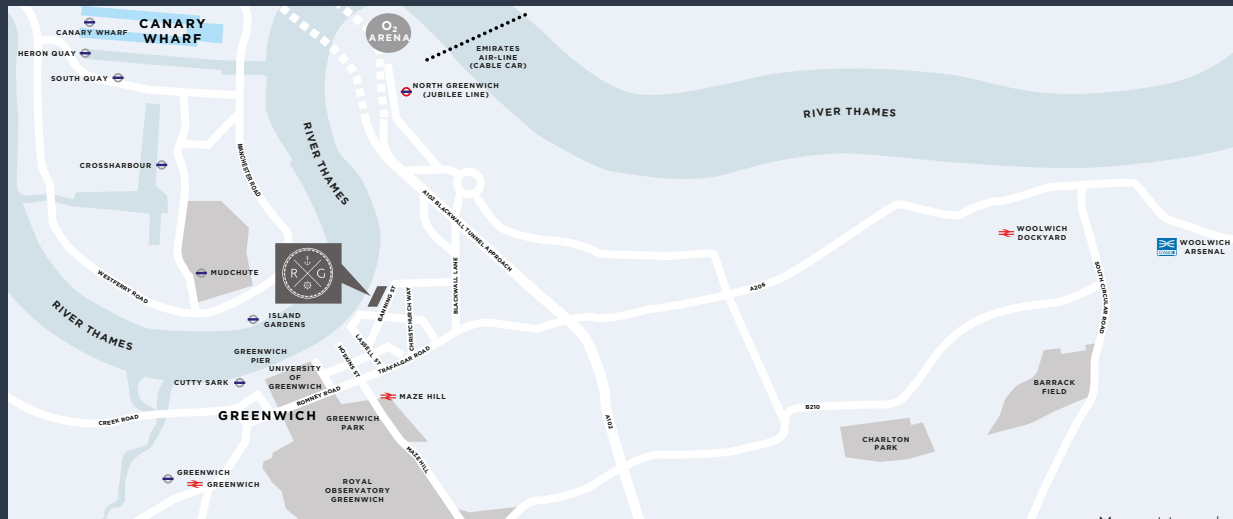 CANARY
WHARF
CANARY WHARF
HERON QUAY
SOUTH QUAY
O2
ARENA
EMIRATES
AIR-LINE
(CABLE CAR)
NORTH GREENWICH
(JUBILEE LINE)
RIVER THAMES
RIVER THAMES
CROSSHARBOUR
MANCHESTER ROAD
A102 BLACKWALL TUNNEL APPROACH
WOOLWICH
DOCKYARD
WOOLWICH
ARSENAL
R G
MUDCHUTE
WESTFERRY ROAD
BANNING ST
CHRISTCHURCH WAY
BLACKWALL LANE
A206
SOUTH CIRCULAR ROAD
RIVER THAMES
ISLAND
GARDENS
GREENWICH
PIER
UNIVERSITY
OF
GREENWICH
HOSKINS ST
LASSELL ST
TRAFALGAR ROAD
CUTTY SARK
ROMNEY ROAD
MAZE HILL
BARRACK
FIELD
CREEK ROAD
GREENWICH
GREENWICH
PARK
A102
B210
CHARLTON
PARK
MAZE HILL
GREENWICH
GREENWICH
ROYAL
OBSERVATORY
GREENWICH